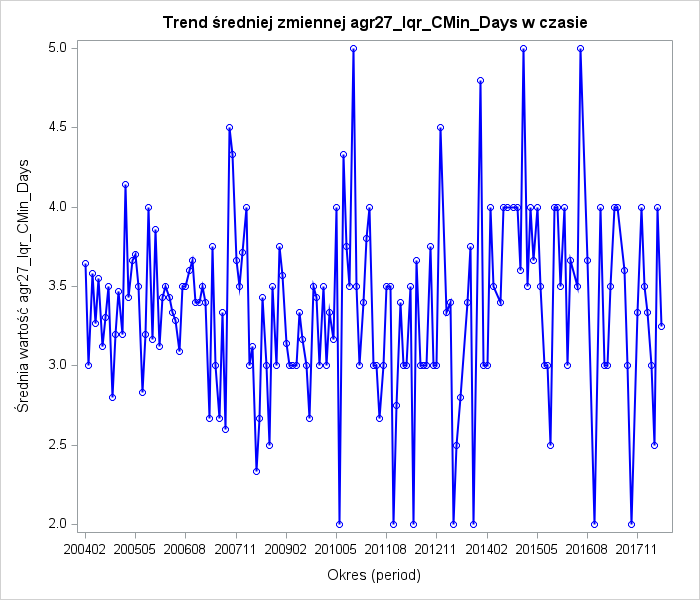 Trend średniej zmiennej agr27_Iqr_CMin_Days w czasie
5.0
4.5
4.0
3.5
3.0
2.5
2.0
Średnia wartość agr27_Iqr_CMin_Days
200402 200505 200608 200711 200902 201005 201108 201211 201402 201505 201608 201711
Okres (period)